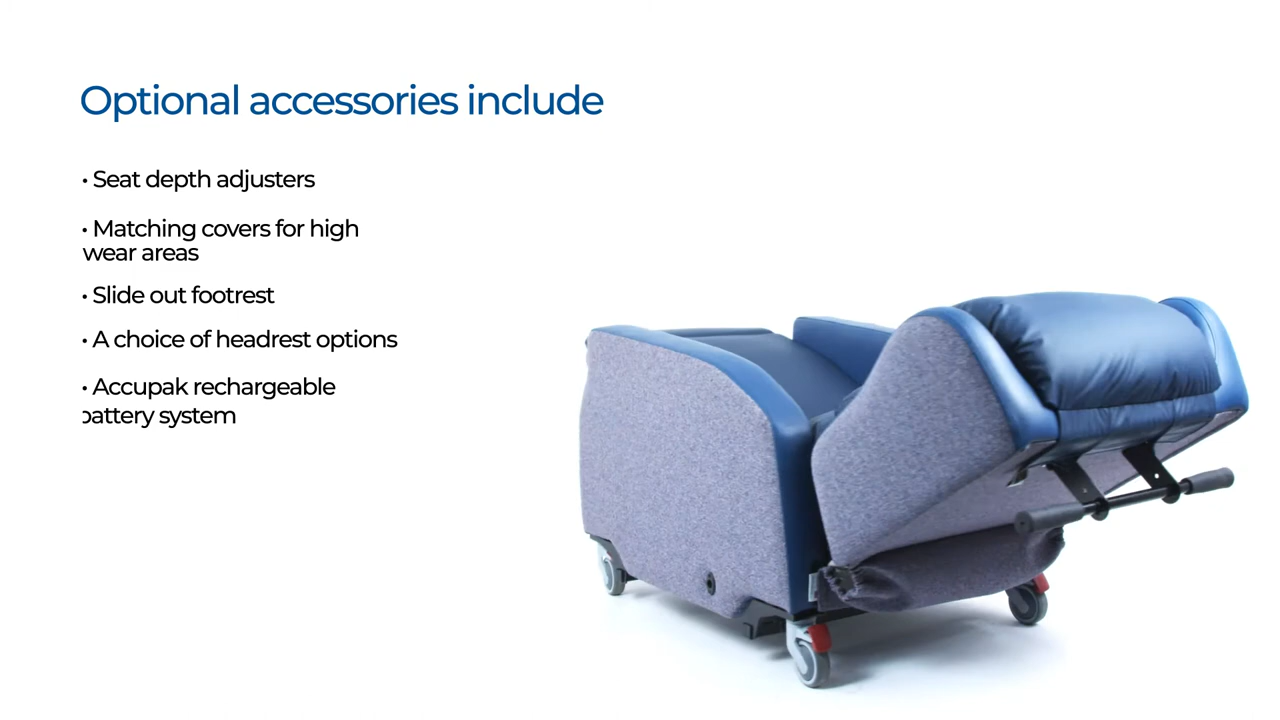 Optional accessories include
• Seat depth adjusters
• Matching covers for high
wear areas
• Slide out footrest
• A choice of headrest options
• Accupak rechargeable
battery system